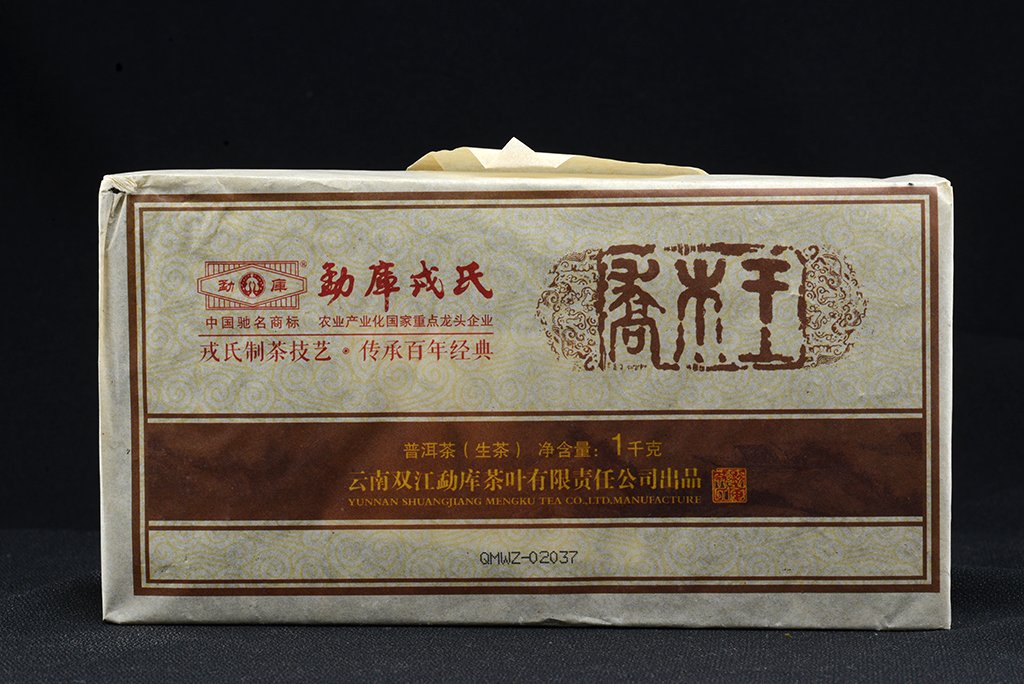 勐 庫 ®
中国驰名商标
勐庫戎氏
农业产业化国家重点龙头企业
戎氏制茶技艺·传承百年经典
喬木王
普洱茶（生茶） 净含量：1千克
云南双江勐库茶叶有限责任公司出品
YUNNAN SHUANGJIANG MENGKU TEA CO.,LTD.MANUFACTURE
QMWZ-02037